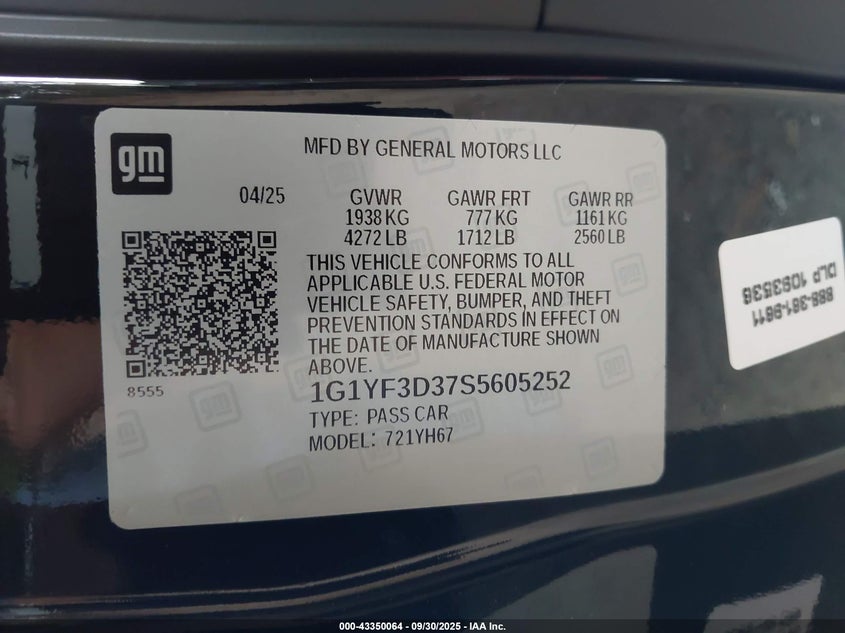 gm
MFD BY GENERAL MOTORS LLC
04/25
GVWR GAWR FRT GAWR RR
1938 KG 777 KG 1161 KG
4272 LB 1712 LB 2560 LB
THIS VEHICLE CONFORMS TO ALL
APPLICABLE U.S. FEDERAL MOTOR
VEHICLE SAFETY, BUMPER, AND THEFT
PREVENTION STANDARDS IN EFFECT ON
THE DATE OF MANUFACTURE SHOWN
ABOVE.
8555
1G1YF3D37S5605252
TYPE: PASS CAR
MODEL: 721YH67
DLP 1093536
888-361-9611
000-43350064 - 09/30/2025 - IAA Inc.